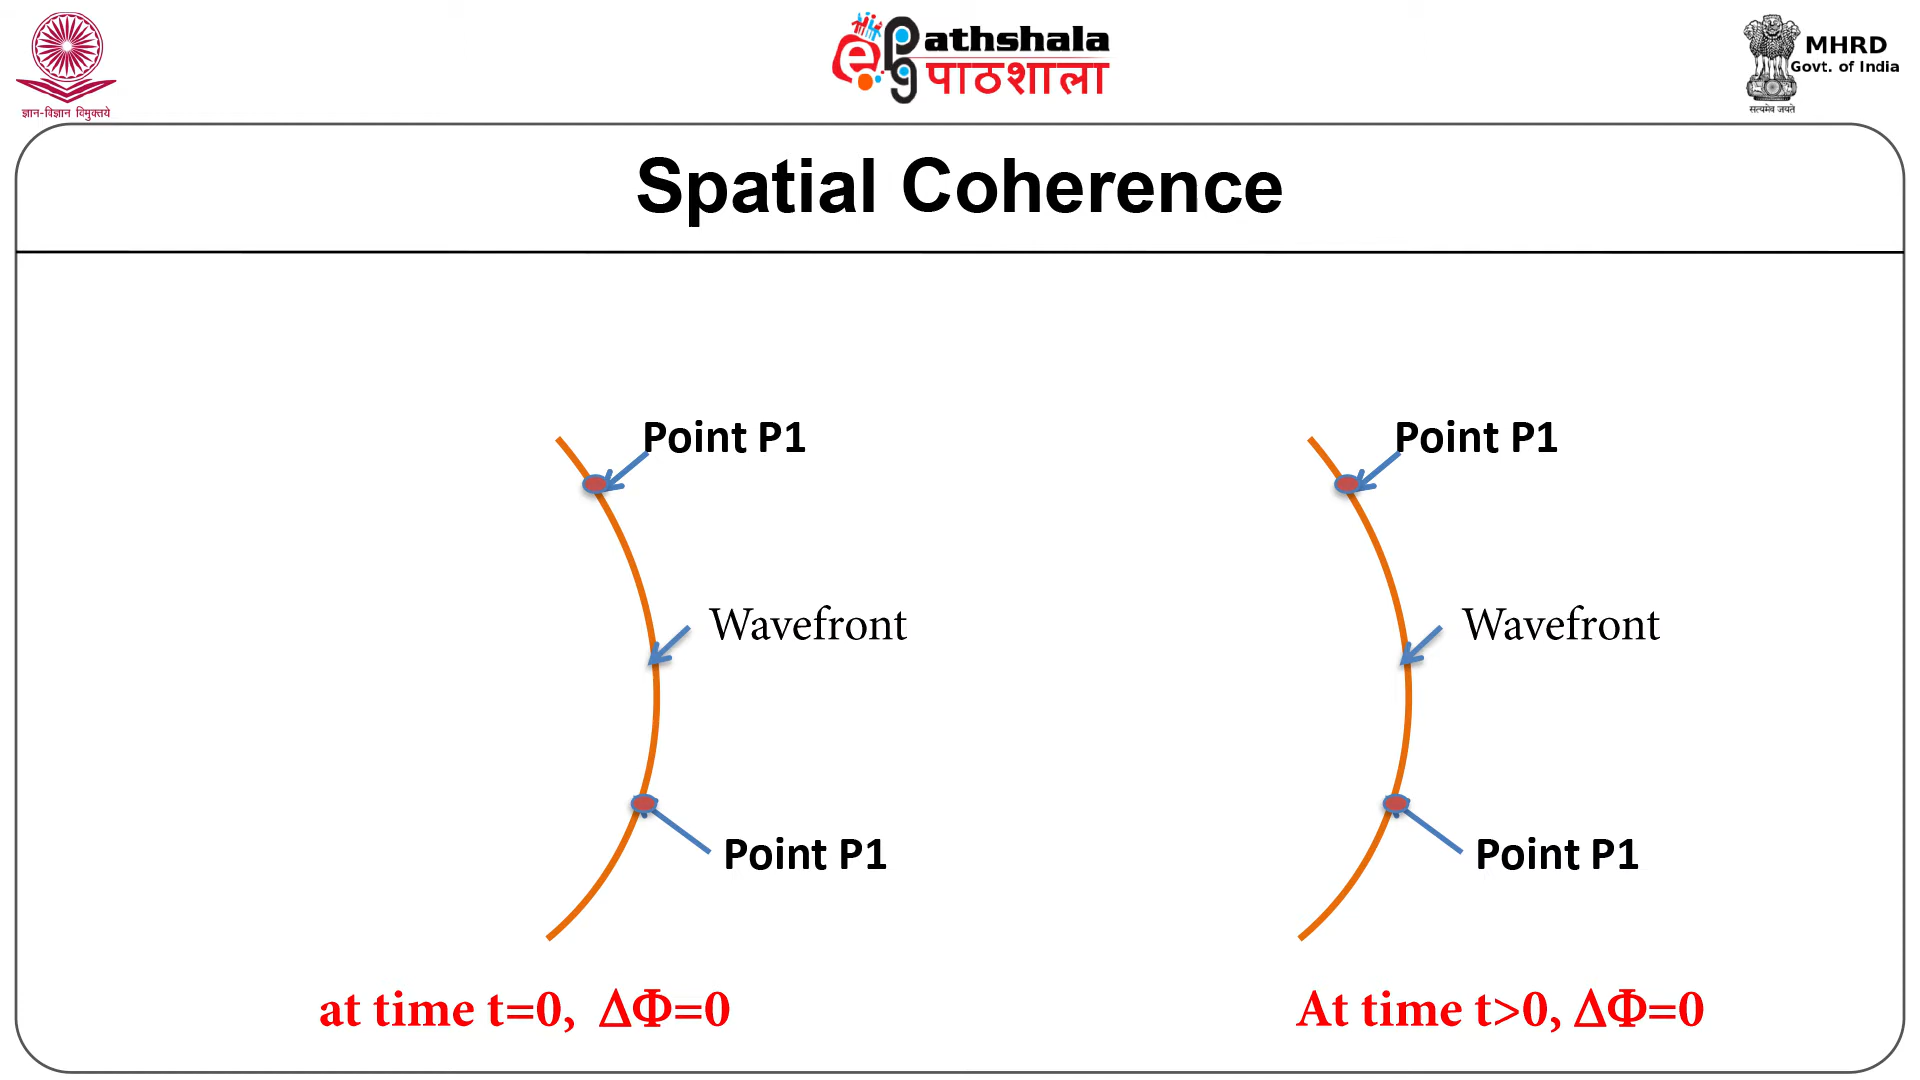 ज्ञान-विज्ञान विमुक्तये
ePathshala
पाठशाला
MHRD
Govt. of India
सत्यमेव जयते
Spatial Coherence
Point P1
Point P1
Wavefront
Wavefront
Point P1
Point P1
at time t=0, ΔΦ=0
At time t>0, ΔΦ=0